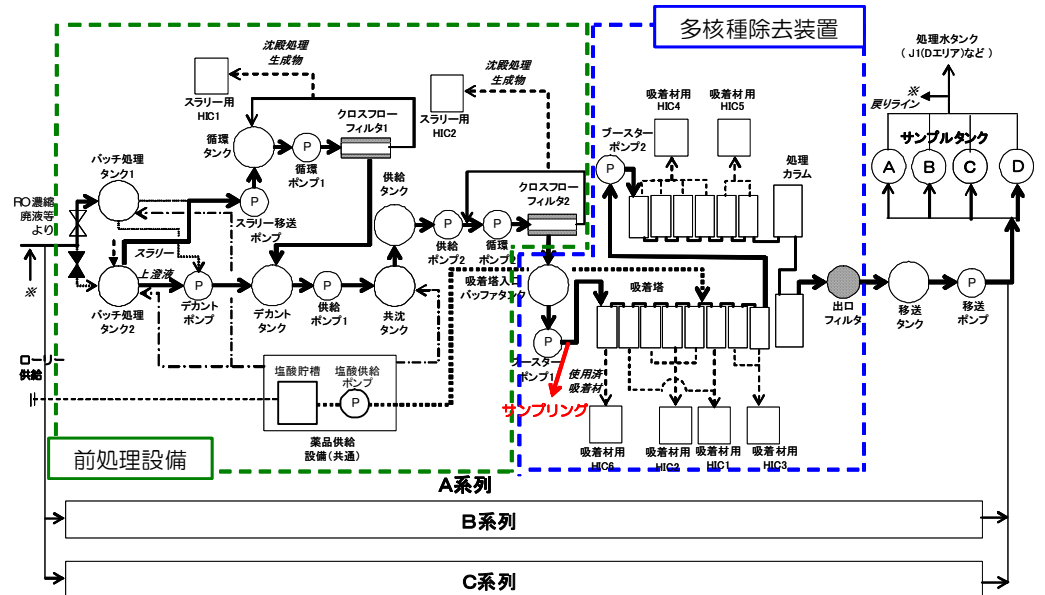 多核種除去装置
処理水タンク
( J1(Dエリア)など )
※
戻りライン
サンプルタンク
A
B
C
D
沈殿処理
生成物
スラリー用
HIC1
沈殿処理
生成物
スラリー用
HIC2
クロスフロー
フィルタ1
循環
タンク
P
循環
ポンプ1
バッチ処理
タンク1
RO濃縮
廃液等
より
※
P
スラリー移送
ポンプ
供給
タンク
クロスフロー
フィルタ2
P
供給
ポンプ2
P
循環
ポンプ2
スラリー
上澄液
バッチ処理
タンク2
P
デカント
ポンプ
デカント
タンク
P
供給
ポンプ1
共沈
タンク
吸着塔入口
バッファタンク
P
ブースター
ポンプ1
サンプリング
ブースター
ポンプ2
P
吸着材用
HIC4
吸着材用
HIC5
処理
カラム
吸着塔
使用済
吸着材
出口
フィルタ
移送
タンク
P
移送
ポンプ
吸着材用
HIC6
吸着材用
HIC2
吸着材用
HIC1
吸着材用
HIC3
ローリー
供給
塩酸貯槽
塩酸供給
ポンプ
P
薬品供給
設備(共通)
前処理設備
A系列
B系列
C系列